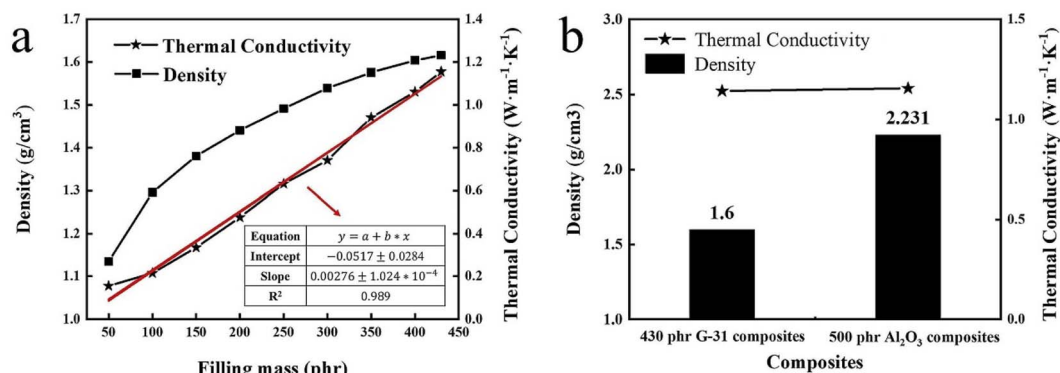 a
Thermal Conductivity
Density
Density (g/cm³)
1.7
1.6
1.5
1.4
1.3
1.2
1.1
1.0
Thermal Conductivity (W·m⁻¹·K⁻¹)
1.4
1.2
1.0
0.8
0.6
0.4
0.2
0.0
Equation y = a + b * x
Intercept −0.0517 ± 0.0284
Slope 0.00276 ± 1.024 * 10⁻⁴
R² 0.989
50 100 150 200 250 300 350 400 450
Filling mass (phr)
b
Thermal Conductivity
Density
Density (g/cm3)
3.0
2.5
2.0
1.5
1.0
Thermal Conductivity (W·m⁻¹·K⁻¹)
1.5
1.0
0.5
0.0
1.6
2.231
430 phr G-31 composites 500 phr Al₂O₃ composites
Composites